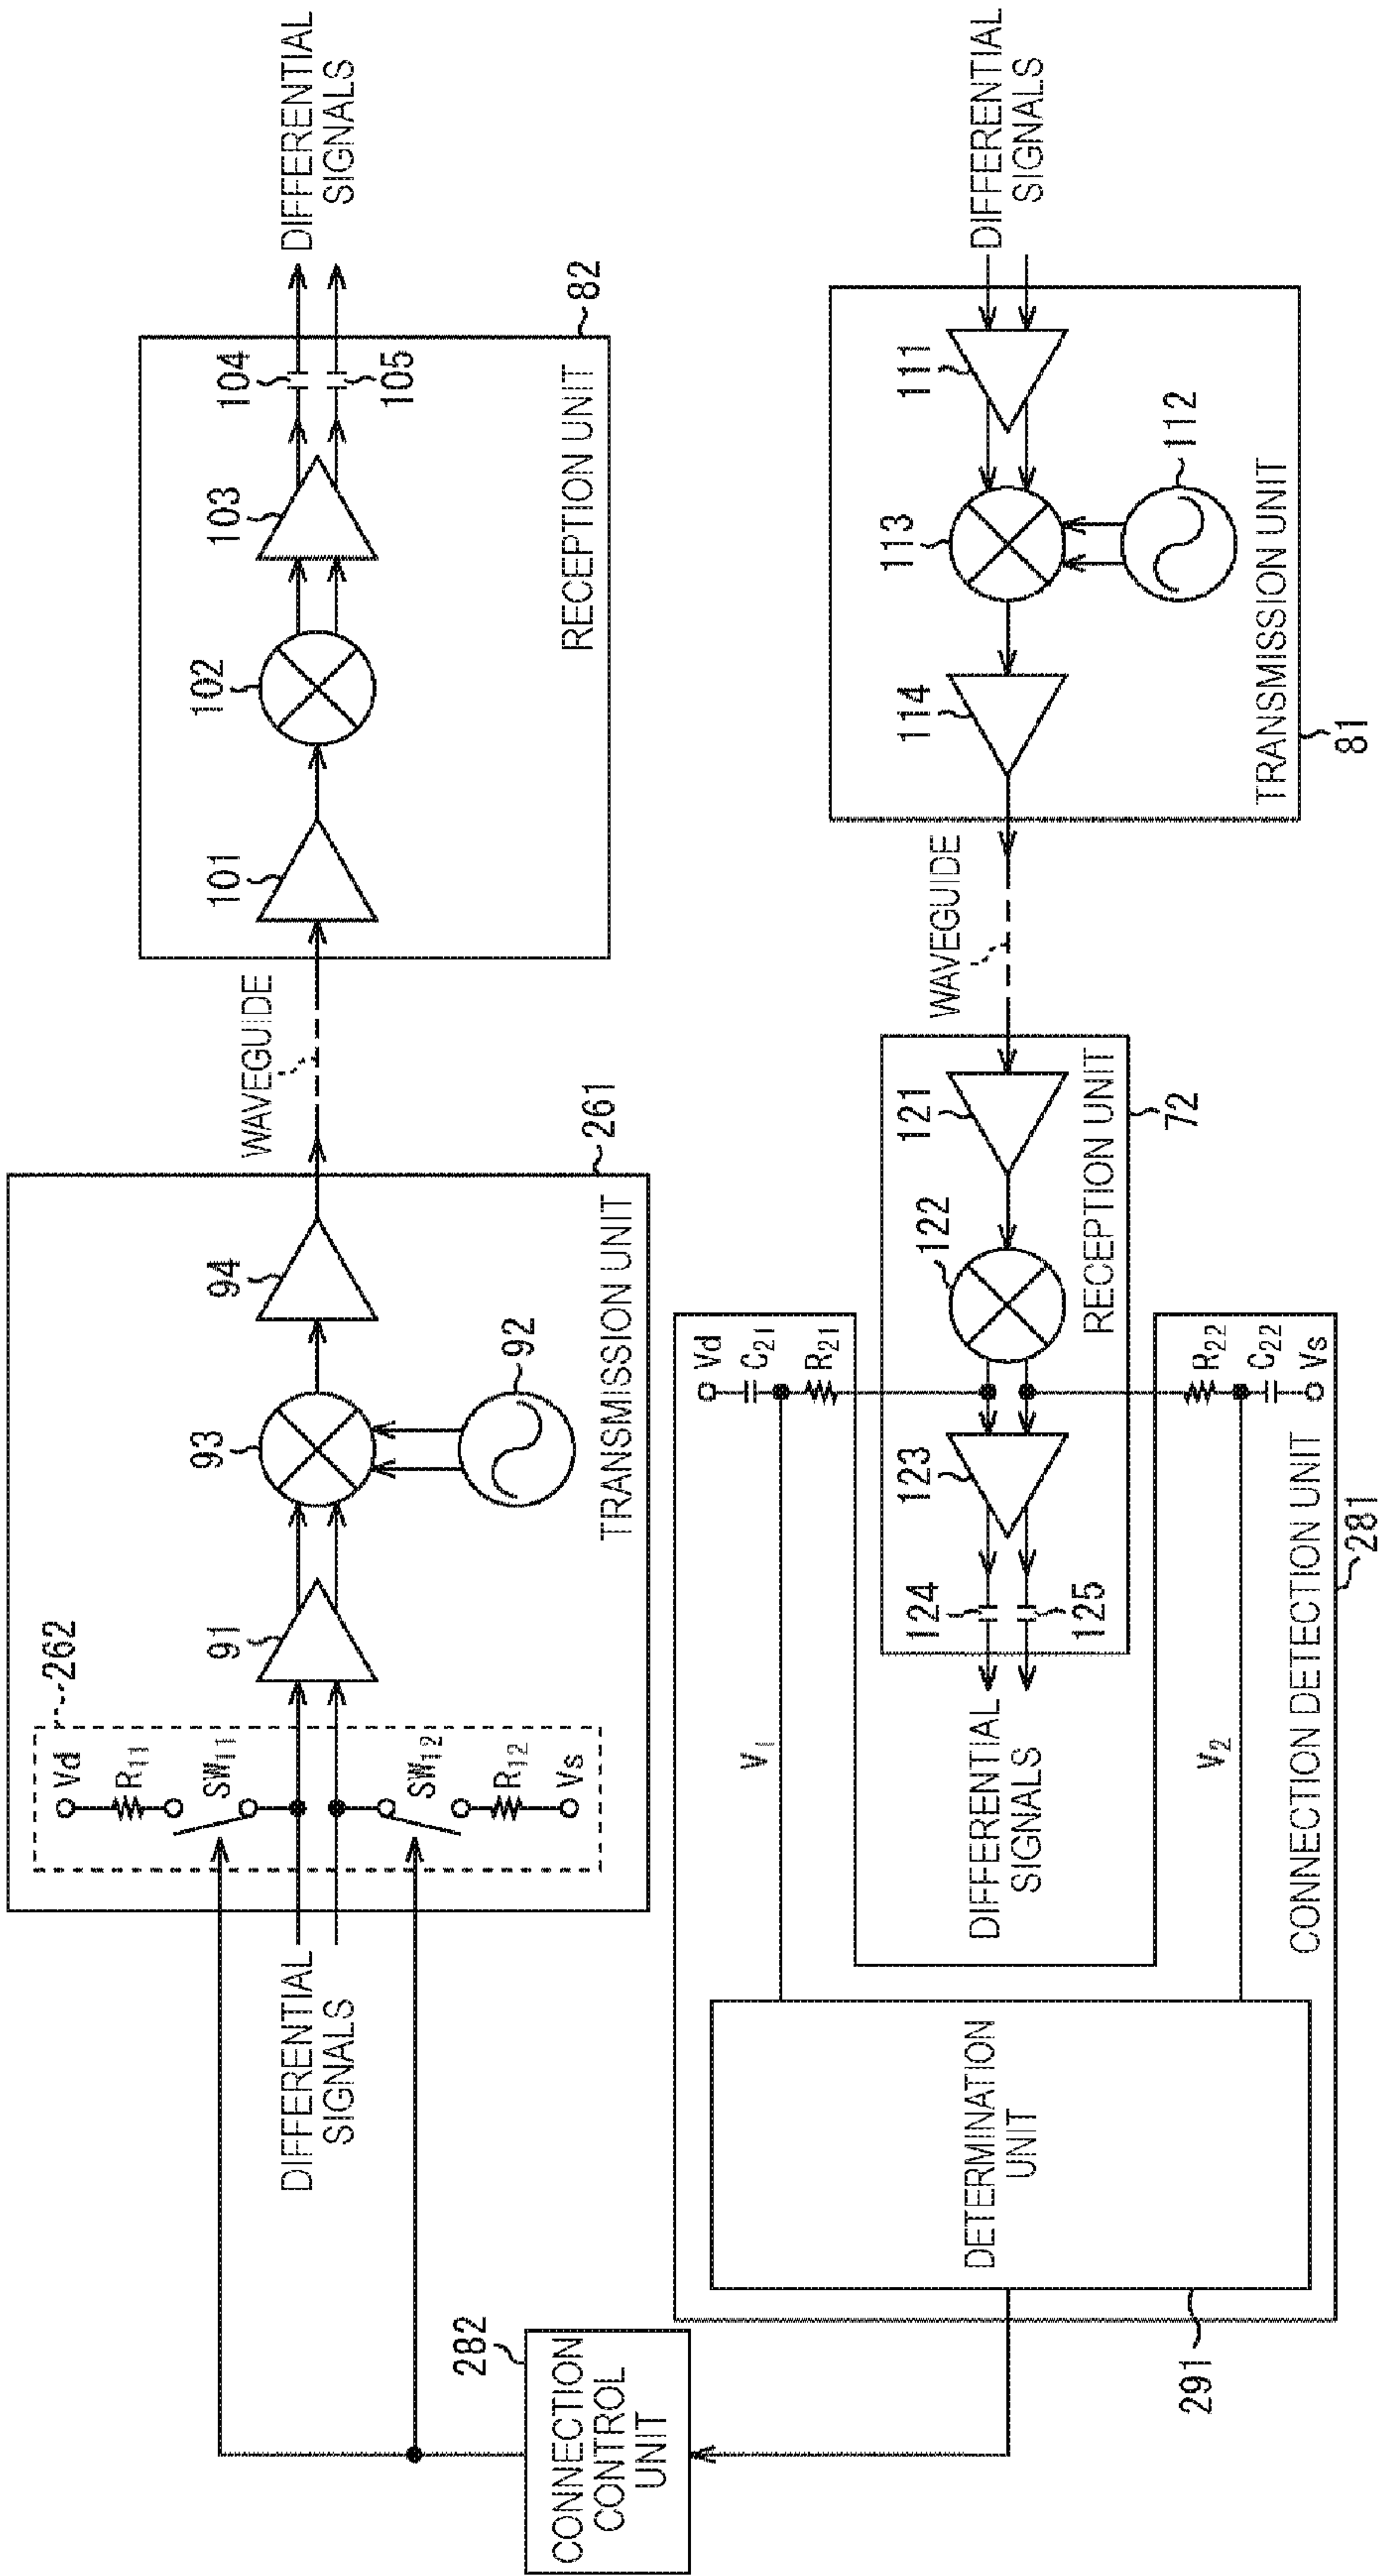 DIFFERENTIAL
SIGNALS
262
Vd
R11
SW11
SW12
R12
Vs
91
93
92
94
TRANSMISSION UNIT
261
WAVEGUIDE
101
102
103
104
105
RECEPTION UNIT
82
DIFFERENTIAL
SIGNALS
282
CONNECTION
CONTROL
UNIT
291
DETERMINATION
UNIT
V1
V2
DIFFERENTIAL
SIGNALS
124
125
123
122
121
RECEPTION UNIT
72
Vd
C21
R21
R22
C22
Vs
CONNECTION DETECTION UNIT
281
WAVEGUIDE
114
113
112
111
TRANSMISSION UNIT
81
DIFFERENTIAL
SIGNALS